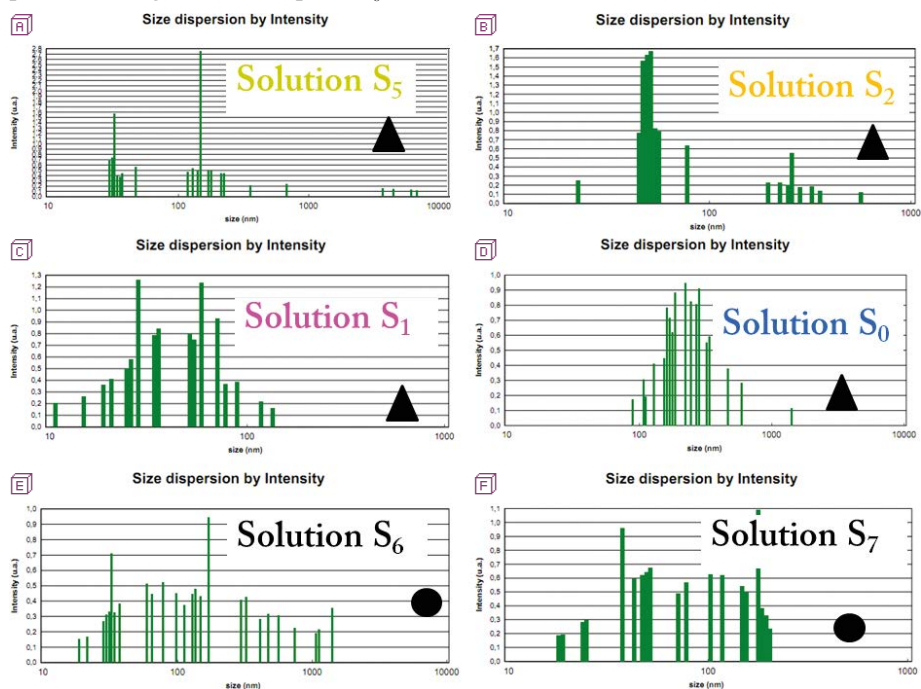 A
Size dispersion by Intensity
Intensity (u.a.)
Solution S5
10 100 1000 10000
size (nm)
B
Size dispersion by Intensity
Intensity (u.a.)
1,7
1,6
1,5
1,4
1,3
1,2
1,1
1,0
0,9
0,8
0,7
0,6
0,5
0,4
0,3
0,2
0,1
0,0
Solution S2
10 100 1000
size (nm)
C
Size dispersion by Intensity
Intensity (u.a.)
1,3
1,2
1,1
1,0
0,9
0,8
0,7
0,6
0,5
0,4
0,3
0,2
0,1
0,0
Solution S1
10 100 1000
size (nm)
D
Size dispersion by Intensity
Intensity (u.a.)
1,0
0,9
0,8
0,7
0,6
0,5
0,4
0,3
0,2
0,1
0,0
Solution S0
10 100 1000 10000
size (nm)
E
Size dispersion by Intensity
Intensity (u.a.)
1,0
0,9
0,8
0,7
0,6
0,5
0,4
0,3
0,2
0,1
0,0
Solution S6
10 100 1000 10000
size (nm)
F
Size dispersion by Intensity
Intensity (u.a.)
1,1
1,0
0,9
0,8
0,7
0,6
0,5
0,4
0,3
0,2
0,1
0,0
Solution S7
10 100 1000
size (nm)